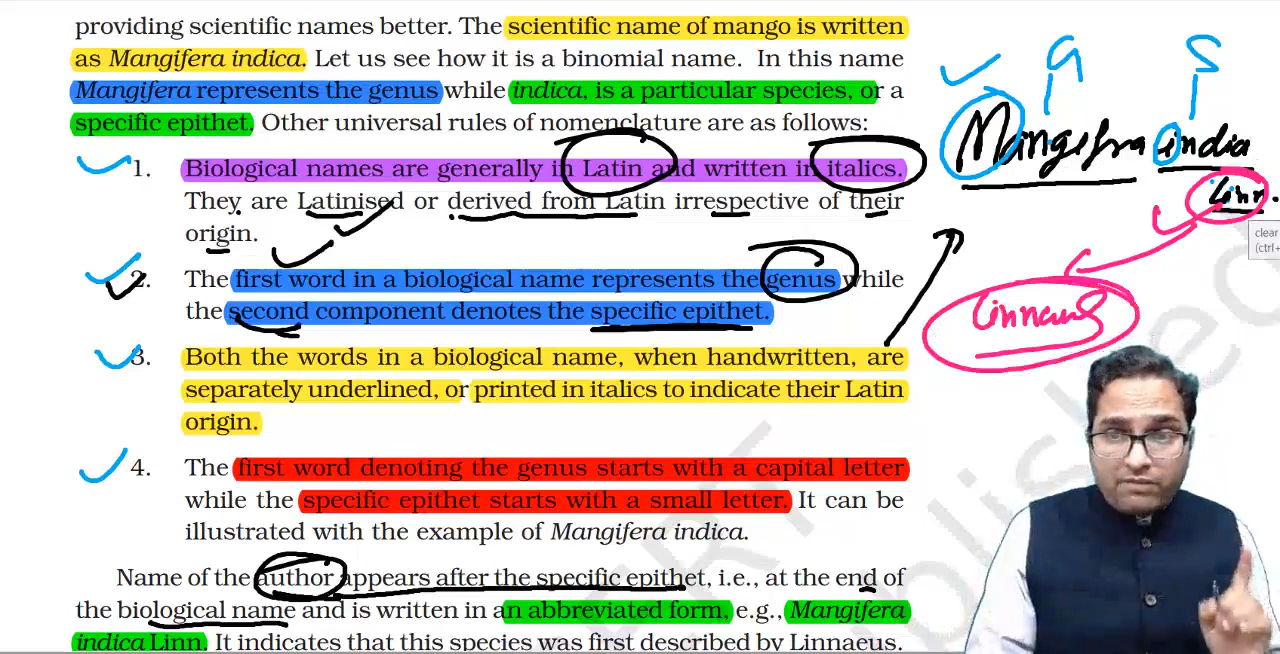 providing scientific names better. The scientific name of mango is written
as Mangifera indica. Let us see how it is a binomial name. In this name
Mangifera represents the genus while indica, is a particular species, or a
specific epithet. Other universal rules of nomenclature are as follows:
1. Biological names are generally in Latin and written in italics.
They are Latinised or derived from Latin irrespective of their
origin.
2. The first word in a biological name represents the genus while
the second component denotes the specific epithet.
3. Both the words in a biological name, when handwritten, are
separately underlined, or printed in italics to indicate their Latin
origin.
4. The first word denoting the genus starts with a capital letter
while the specific epithet starts with a small letter. It can be
illustrated with the example of Mangifera indica.
Name of the author appears after the specific epithet, i.e., at the end of
the biological name and is written in an abbreviated form, e.g., Mangifera
indica Linn. It indicates that this species was first described by Linnaeus.
G S
Mangifra india
Linn.
clear
(ctrl+
Linnaeus